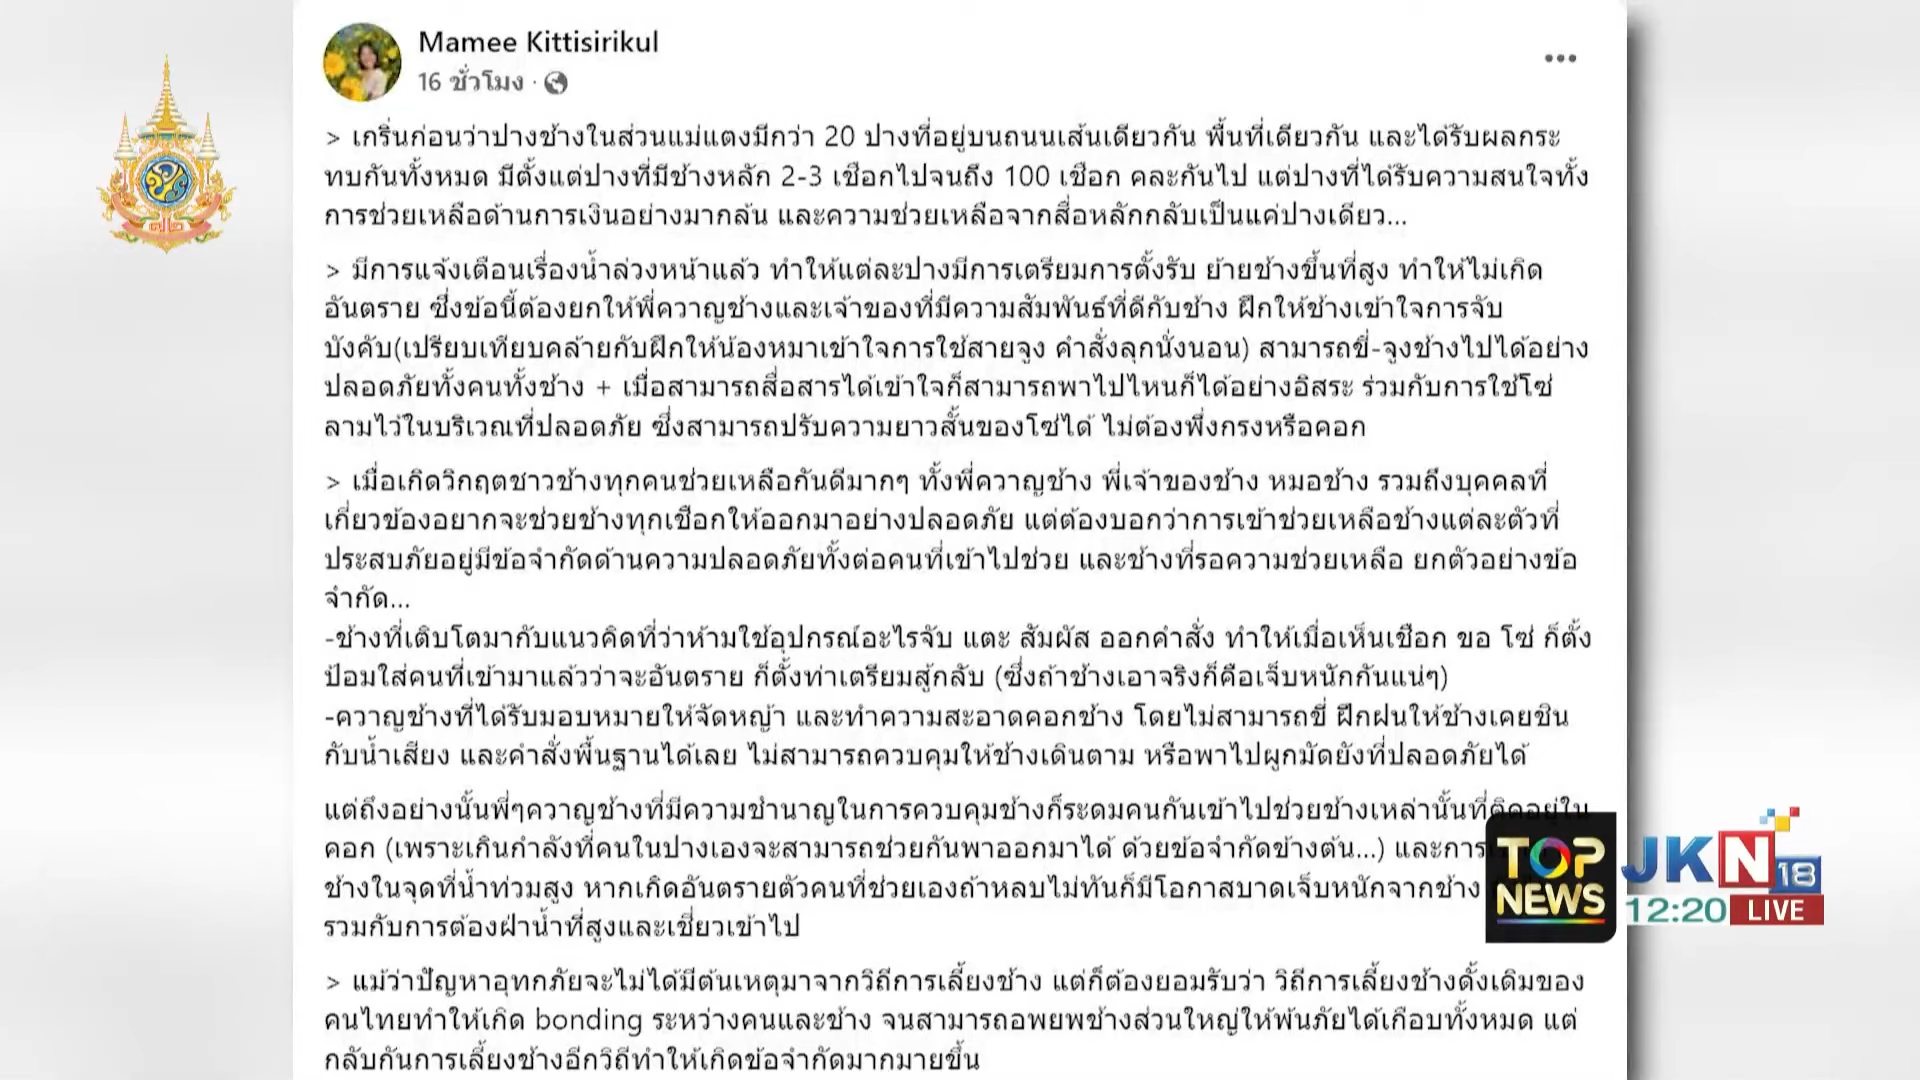 Mamee Kittisirikul
16 ชั่วโมง ·
> เกริ่นก่อนว่าปางช้างในส่วนแม่แตงมีกว่า 20 ปางที่อยู่บนถนนเส้นเดียวกัน พื้นที่เดียวกัน และได้รับผลกระ
ทบกันทั้งหมด มีตั้งแต่ปางที่มีช้างหลัก 2-3 เชือกไปจนถึง 100 เชือก คละกันไป แต่ปางที่ได้รับความสนใจทั้ง
การช่วยเหลือด้านการเงินอย่างมากล้น และความช่วยเหลือจากสื่อหลักกลับเป็นแค่ปางเดียว...
> มีการแจ้งเตือนเรื่องน้ำล่วงหน้าแล้ว ทำให้แต่ละปางมีการเตรียมการตั้งรับ ย้ายช้างขึ้นที่สูง ทำให้ไม่เกิด
อันตราย ซึ่งข้อนี้ต้องยกให้พี่ควาญช้างและเจ้าของที่มีความสัมพันธ์ที่ดีกับช้าง ฝึกให้ช้างเข้าใจการจับ
บังคับ(เปรียบเทียบคล้ายกับฝึกให้น้องหมาเข้าใจการใช้สายจูง คำสั่งลุกนั่งนอน) สามารถขี่-จูงช้างไปได้อย่าง
ปลอดภัยทั้งคนทั้งช้าง + เมื่อสามารถสื่อสารได้เข้าใจก็สามารถพาไปไหนก็ได้อย่างอิสระ ร่วมกับการใช้โซ่
ลามไว้ในบริเวณที่ปลอดภัย ซึ่งสามารถปรับความยาวสั้นของโซ่ได้ ไม่ต้องพึ่งกรงหรือคอก
> เมื่อเกิดวิกฤตชาวช้างทุกคนช่วยเหลือกันดีมากๆ ทั้งพี่ควาญช้าง พี่เจ้าของช้าง หมอช้าง รวมถึงบุคคลที่
เกี่ยวข้องอยากจะช่วยช้างทุกเชือกให้ออกมาอย่างปลอดภัย แต่ต้องบอกว่าการเข้าช่วยเหลือช้างแต่ละตัวที่
ประสบภัยอยู่มีข้อจำกัดด้านความปลอดภัยทั้งต่อคนที่เข้าไปช่วย และช้างที่รอความช่วยเหลือ ยกตัวอย่างข้อ
จำกัด...
-ช้างที่เติบโตมากับแนวคิดที่ว่าห้ามใช้อุปกรณ์อะไรจับ แตะ สัมผัส ออกคำสั่ง ทำให้เมื่อเห็นเชือก ขอ โซ่ ก็ตั้ง
ป้อมใส่คนที่เข้ามาแล้วว่าจะอันตราย ก็ตั้งท่าเตรียมสู้กลับ (ซึ่งถ้าช้างเอาจริงก็คือเจ็บหนักกันแน่ๆ)
-ควาญช้างที่ได้รับมอบหมายให้จัดหญ้า และทำความสะอาดคอกช้าง โดยไม่สามารถขี่ ฝึกฝนให้ช้างเคยชิน
กับน้ำเสียง และคำสั่งพื้นฐานได้เลย ไม่สามารถควบคุมให้ช้างเดินตาม หรือพาไปผูกมัดยังที่ปลอดภัยได้
แต่ถึงอย่างนั้นพี่ๆควาญช้างที่มีความชำนาญในการควบคุมช้างก็ระดมคนกันเข้าไปช่วยช้างเหล่านั้นที่ติดอยู่ใน
คอก (เพราะเกินกำลังที่คนในปางเองจะสามารถช่วยกันพาออกมาได้ ด้วยข้อจำกัดข้างต้น...) และการ
ช้างในจุดที่น้ำท่วมสูง หากเกิดอันตรายตัวคนที่ช่วยเองถ้าหลบไม่ทันก็มีโอกาสบาดเจ็บหนักจากช้าง
รวมกับการต้องฝ่าน้ำที่สูงและเชี่ยวเข้าไป
> แม้ว่าปัญหาอุทกภัยจะไม่ได้มีต้นเหตุมาจากวิถีการเลี้ยงช้าง แต่ก็ต้องยอมรับว่า วิถีการเลี้ยงช้างดั้งเดิมของ
คนไทยทำให้เกิด bonding ระหว่างคนและช้าง จนสามารถอพยพช้างส่วนใหญ่ให้พ้นภัยได้เกือบทั้งหมด แต่
กลับกันการเลี้ยงช้างอีกวิถีทำให้เกิดข้อจำกัดมากมายขึ้น
TOP
NEWS
JKN18
12:20 LIVE